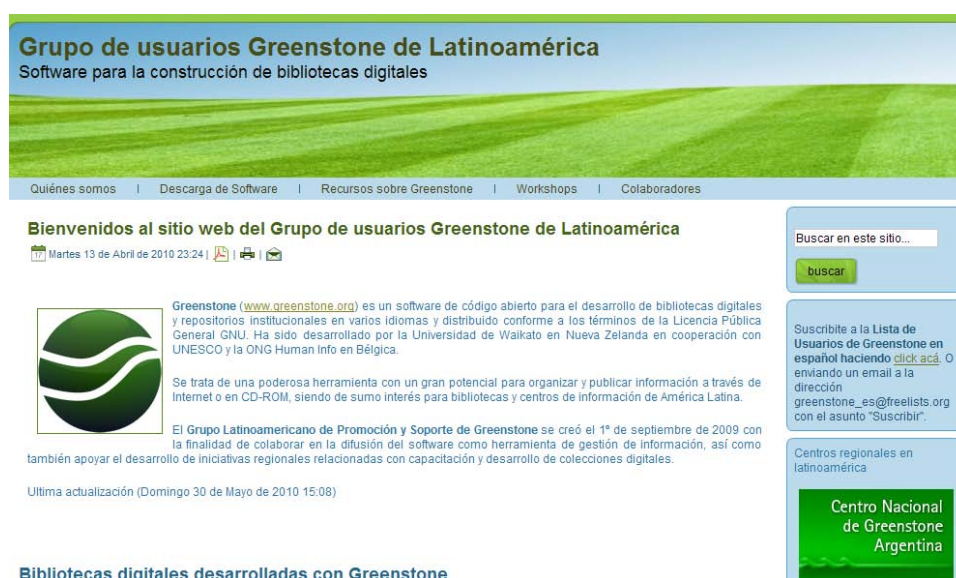 Grupo de usuarios Greenstone de Latinoamérica
Software para la construcción de bibliotecas digitales
Quiénes somos | Descarga de Software | Recursos sobre Greenstone | Workshops | Colaboradores
Bienvenidos al sitio web del Grupo de usuarios Greenstone de Latinoamérica
17 Martes 13 de Abril de 2010 23:24 | | |
Greenstone (www.greenstone.org) es un software de código abierto para el desarrollo de bibliotecas digitales
y repositorios institucionales en varios idiomas y distribuido conforme a los términos de la Licencia Pública
General GNU. Ha sido desarrollado por la Universidad de Waikato en Nueva Zelanda en cooperación con
UNESCO y la ONG Human Info en Bélgica.
Se trata de una poderosa herramienta con un gran potencial para organizar y publicar información a través de
Internet o en CD-ROM, siendo de sumo interés para bibliotecas y centros de información de América Latina.
El Grupo Latinoamericano de Promoción y Soporte de Greenstone se creó el 1º de septiembre de 2009 con
la finalidad de colaborar en la difusión del software como herramienta de gestión de información, así como
también apoyar el desarrollo de iniciativas regionales relacionadas con capacitación y desarrollo de colecciones digitales.
Ultima actualización (Domingo 30 de Mayo de 2010 15:08)
Bibliotecas digitales desarrolladas con Greenstone
Buscar en este sitio...
buscar
Suscribite a la Lista de
Usuarios de Greenstone en
español haciendo click acá. O
enviando un email a la
dirección
greenstone_es@freelists.org
con el asunto "Suscribir".
Centros regionales en
latinoamérica
Centro Nacional
de Greenstone
Argentina